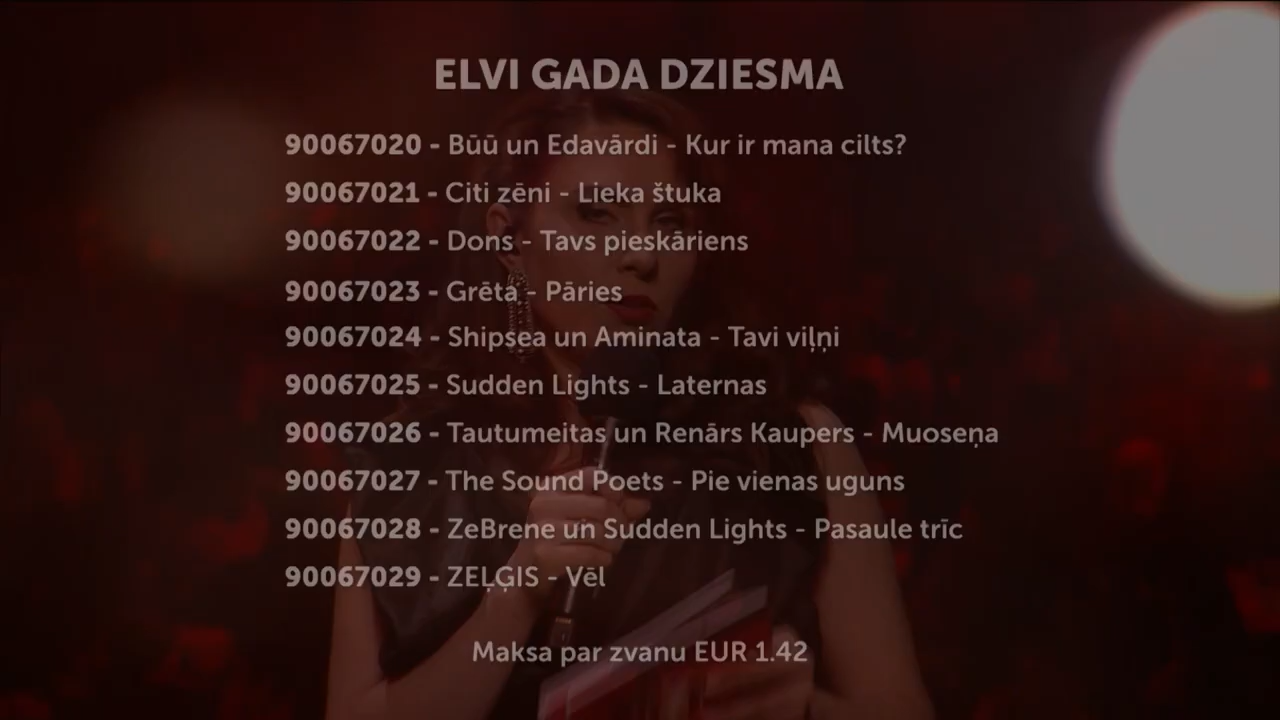 ELVI GADA DZIESMA
90067020 - Būū un Edavārdi - Kur ir mana cilts?
90067021 - Citi zēni - Lieka štuka
90067022 - Dons - Tavs pieskāriens
90067023 - Grēta - Pāries
90067024 - Shipsea un Aminata - Tavi viļņi
90067025 - Sudden Lights - Laternas
90067026 - Tautumeitas un Renārs Kaupers - Muoseņa
90067027 - The Sound Poets - Pie vienas uguns
90067028 - ZeBrene un Sudden Lights - Pasaule trīc
90067029 - ZEĻĢIS - Vēl
Maksa par zvanu EUR 1.42